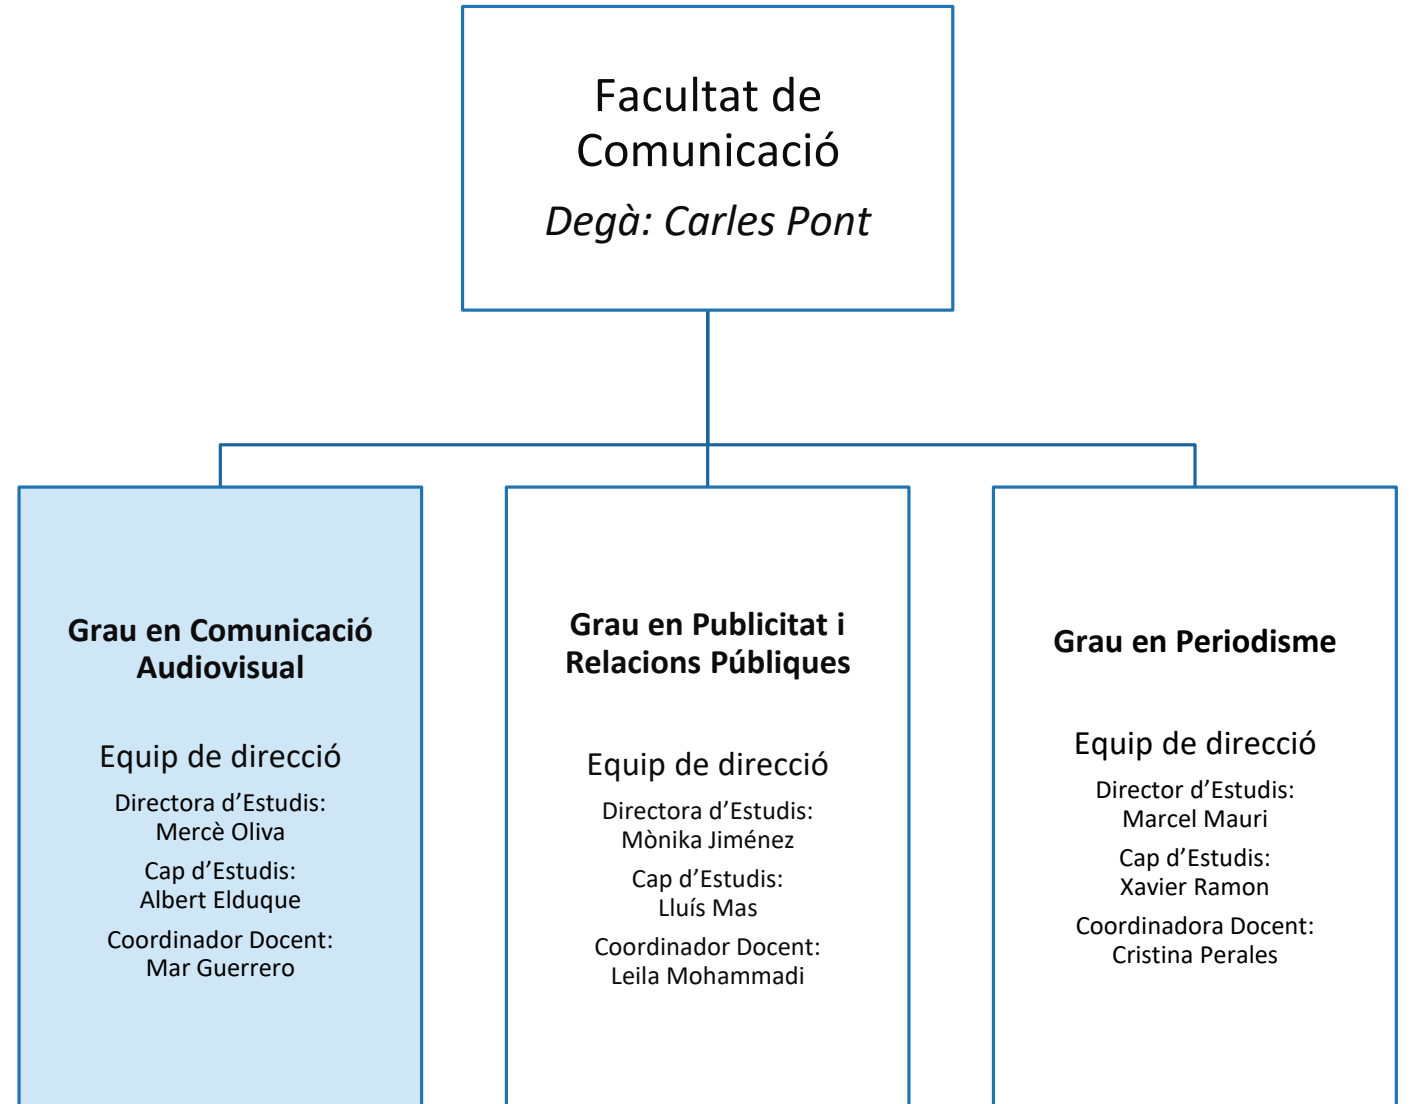 Facultat de
Comunicació
Degà: Carles Pont
Grau en Comunicació
Audiovisual
Equip de direcció
Directora d’Estudis:
Mercè Oliva
Cap d’Estudis:
Albert Elduque
Coordinador Docent:
Mar Guerrero
Grau en Publicitat i
Relacions Públiques
Equip de direcció
Directora d’Estudis:
Mònika Jiménez
Cap d’Estudis:
Lluís Mas
Coordinador Docent:
Leila Mohammadi
Grau en Periodisme
Equip de direcció
Director d’Estudis:
Marcel Mauri
Cap d’Estudis:
Xavier Ramon
Coordinadora Docent:
Cristina Perales